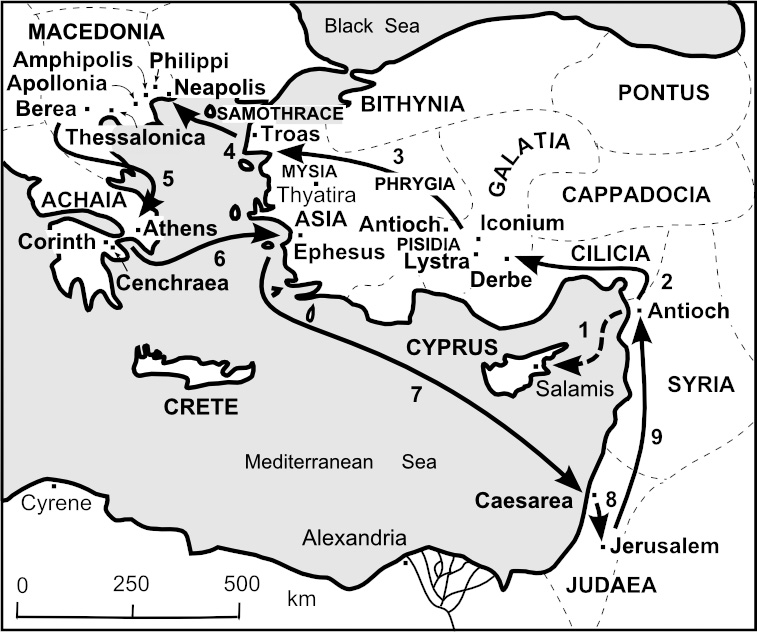 Black Sea
MACEDONIA
Amphipolis
Philippi
Apollonia
Neapolis
Berea
Thessalonica
SAMOTHRACE
Troas
BITHYNIA
PONTUS
GALATIA
4
3
MYSIA
Thyatira
PHRYGIA
CAPPADOCIA
5
ACHAIA
Athens
Corinth
Cenchraea
6
ASIA
Ephesus
Antioch
Iconium
PISIDIA
Lystra
Derbe
CILICIA
2
Antioch
1
CYPRUS
Salamis
SYRIA
CRETE
7
9
Mediterranean Sea
Cyrene
Caesarea
8
Alexandria
Jerusalem
JUDAEA
0 250 500
km